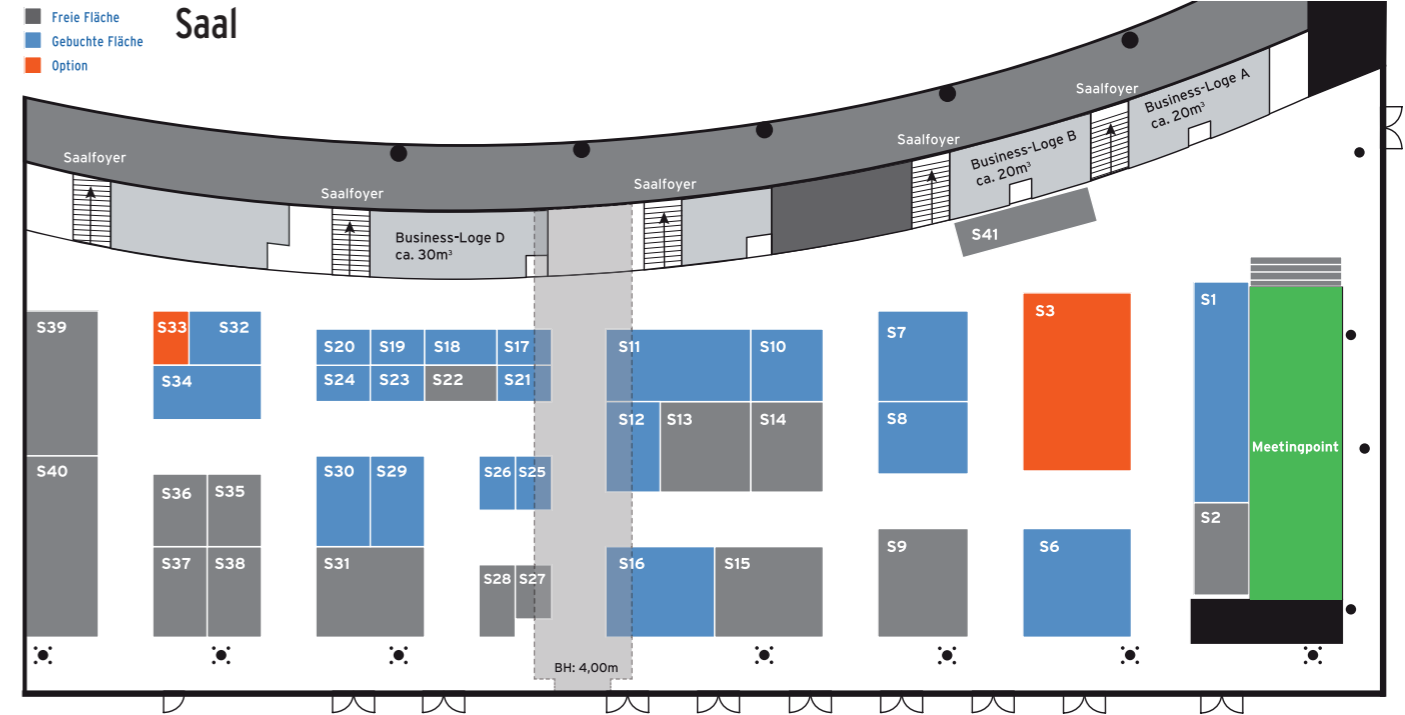 Saal
Freie Fläche
Gebuchte Fläche
Option
Saalfoyer
Business-Loge A
ca. 20m³
Saalfoyer
Business-Loge B
ca. 20m³
Saalfoyer
Saalfoyer
Saalfoyer
Business-Loge D
ca. 30m³
S41
S39
S33
S32
S34
S20
S19
S18
S17
S24
S23
S22
S21
S11
S10
S12
S13
S14
S7
S8
S3
S1
Meetingpoint
S40
S36
S35
S37
S38
S30
S29
S31
S26
S25
S28
S27
S16
S15
S9
S6
S2
BH: 4,00m